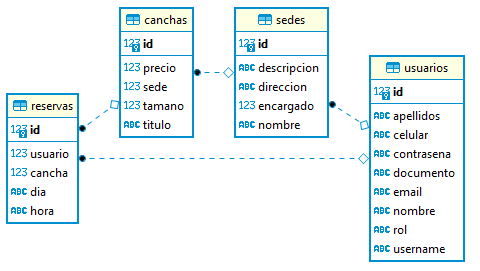 canchas
123 id
123 precio
123 sede
123 tamano
ABC titulo
sedes
123 id
ABC descripcion
ABC direccion
123 encargado
ABC nombre
usuarios
ABC id
ABC apellidos
ABC celular
ABC contrasena
ABC documento
ABC email
ABC nombre
ABC rol
ABC username
reservas
123 id
123 usuario
123 cancha
ABC dia
ABC hora